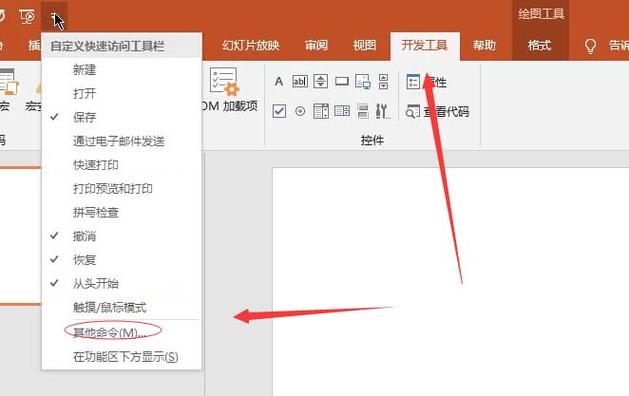 绘图工具
幻灯片放映 审阅 视图 开发工具 帮助 格式 告诉
自定义快速访问工具栏
新建
打开
保存
通过电子邮件发送
快速打印
打印预览和打印
拼写检查
撤消
恢复
从头开始
触摸/鼠标模式
其他命令(M)...
在功能区下方显示(S)
宏 宏安
OM 加载项
A abl
属性
查看代码
码
控件